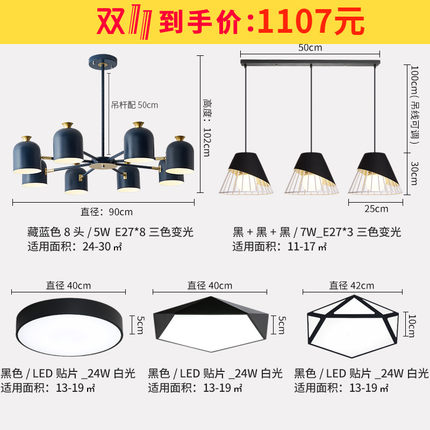 双11到手价:1107元
吊杆配 50cm
高度:102cm
直径:90cm
藏蓝色 8 头 / 5W E27*8 三色变光
适用面积:24-30 ㎡
50cm
100cm(吊线可调)
30cm
25cm
黑 + 黑 + 黑 / 7W_E27*3 三色变光
适用面积:11-17 ㎡
直径 40cm
5cm
黑色 / LED 贴片 _24W 白光
适用面积:13-19 ㎡
直径 40cm
5cm
黑色 / LED 贴片 _24W 白光
适用面积:13-19 ㎡
直径 42cm
10cm
黑色 / LED 贴片 _24W 白光
适用面积:13-19 ㎡